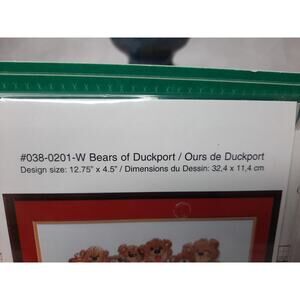 #038-0201-W Bears of Duckport / Ours de Duckport
Design size: 12.75" x 4.5" / Dimensions du Dessin: 32,4 x 11,4 cm